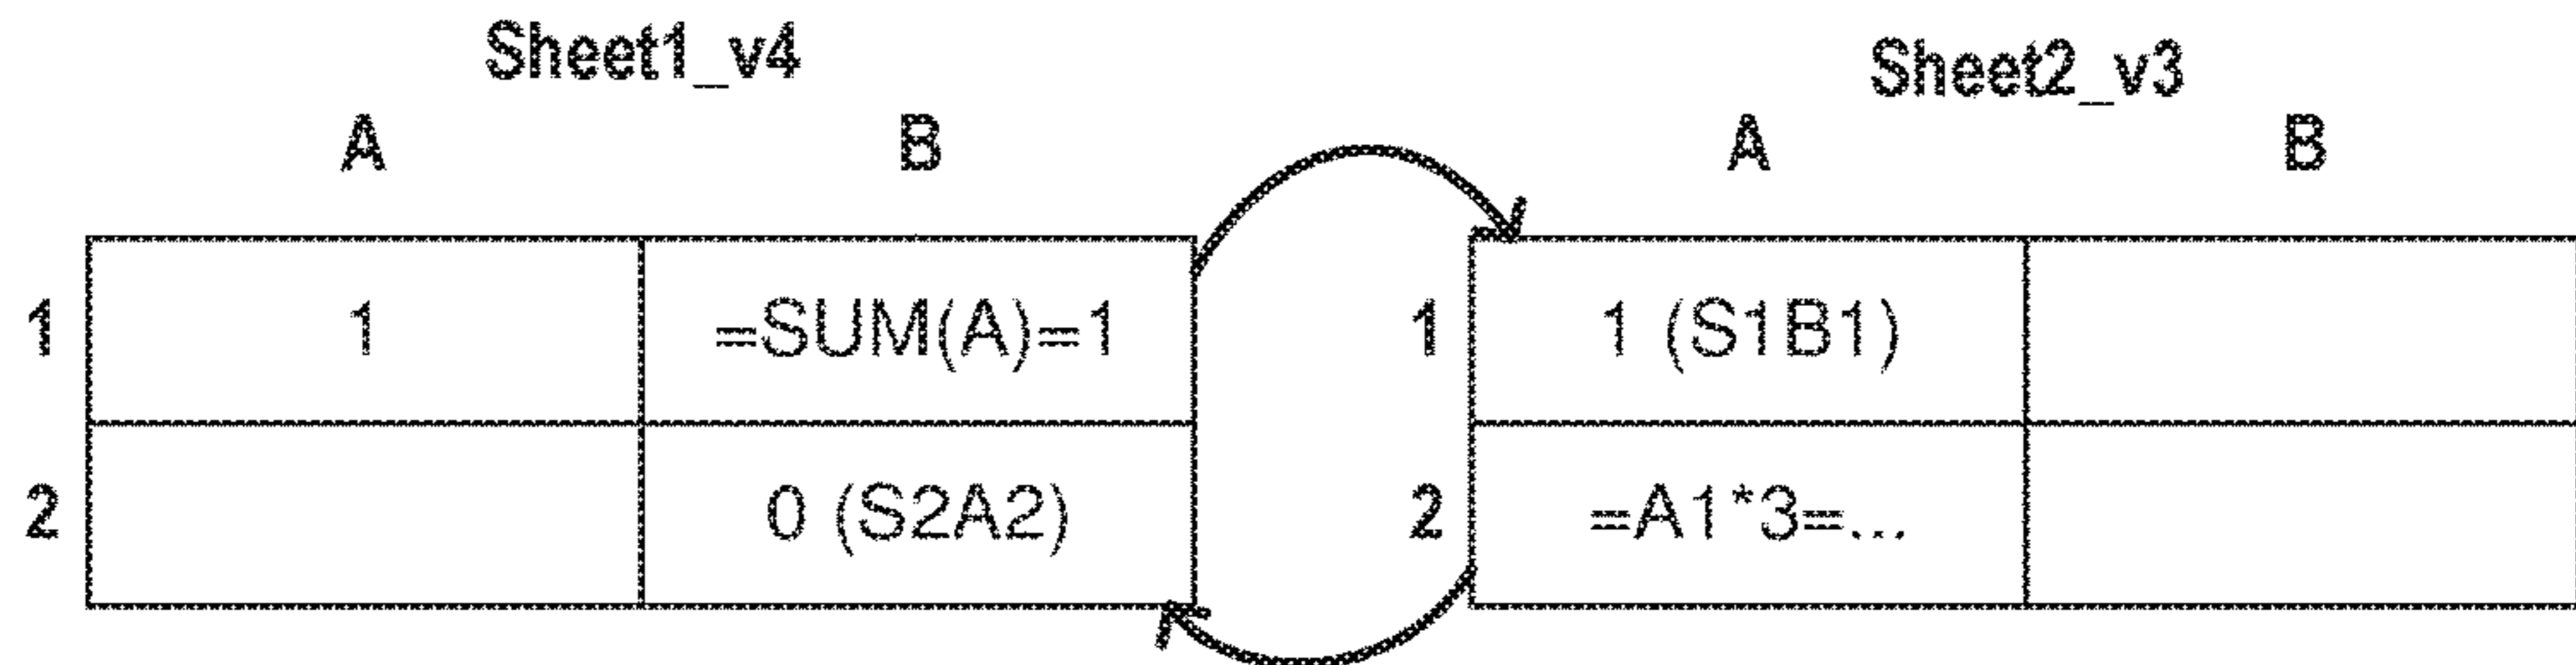 Sheet1_v4 Sheet2_v3
A B A B
1 1 =SUM(A)=1 1 1 (S1B1)
2 0 (S2A2) 2 =A1*3=...